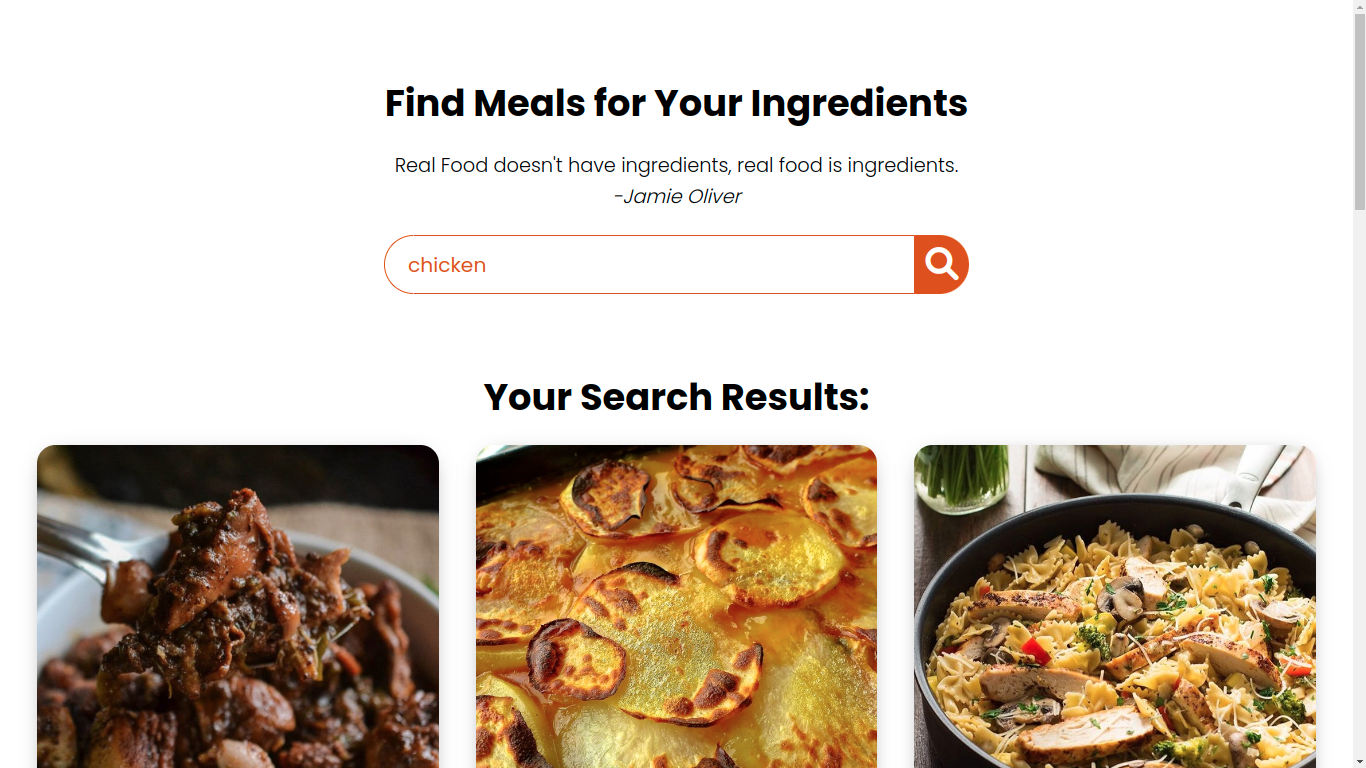 Find Meals for Your Ingredients
Real Food doesn't have ingredients, real food is ingredients.
-Jamie Oliver
chicken
Your Search Results: